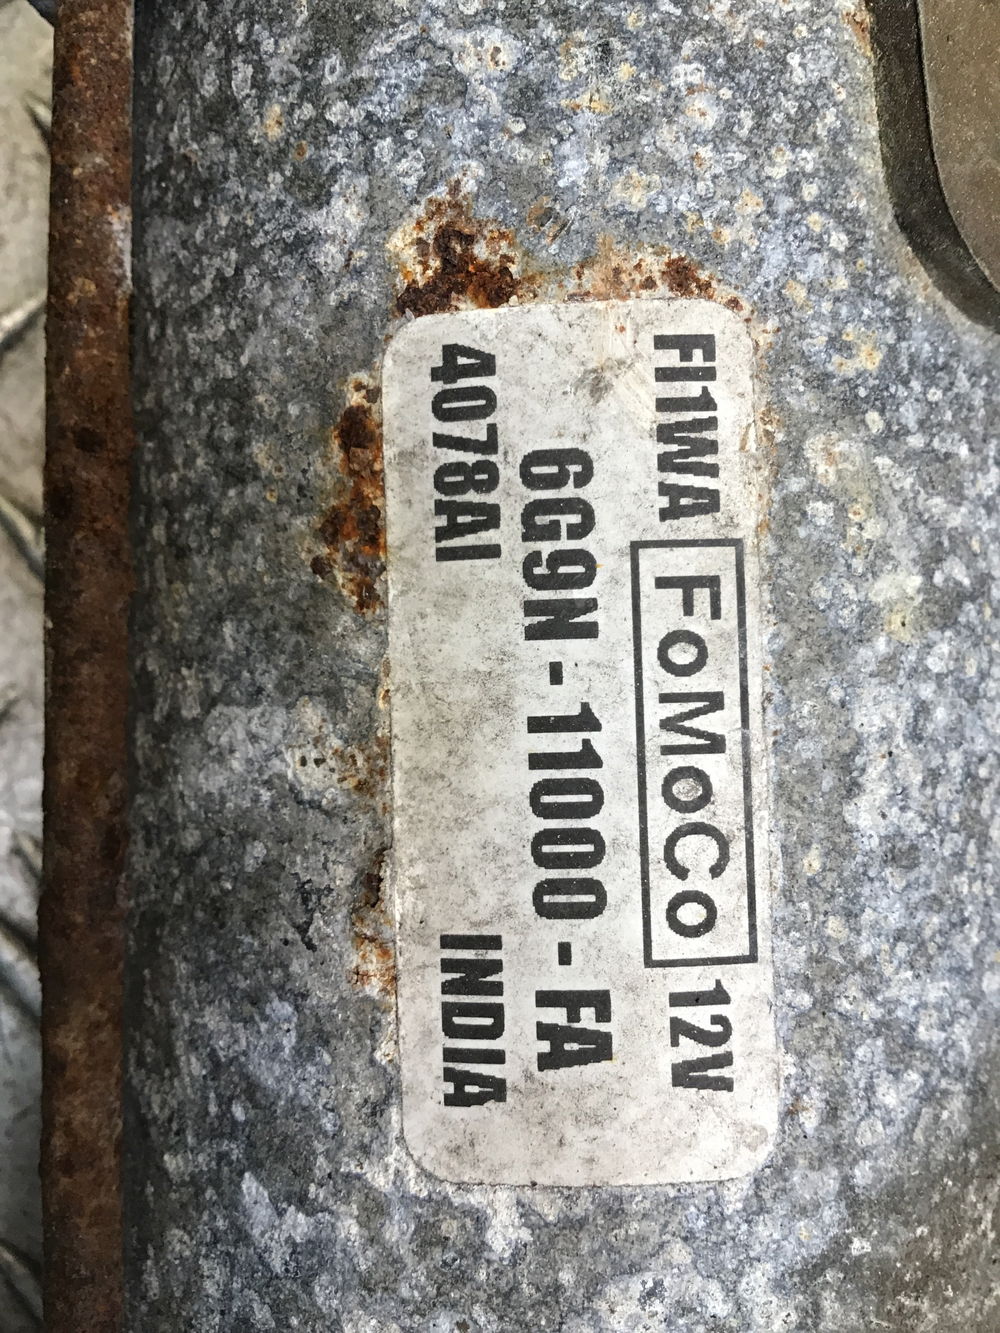 FI1WA FoMoCo 12V
6G9N-11000-FA
4078AI INDIA